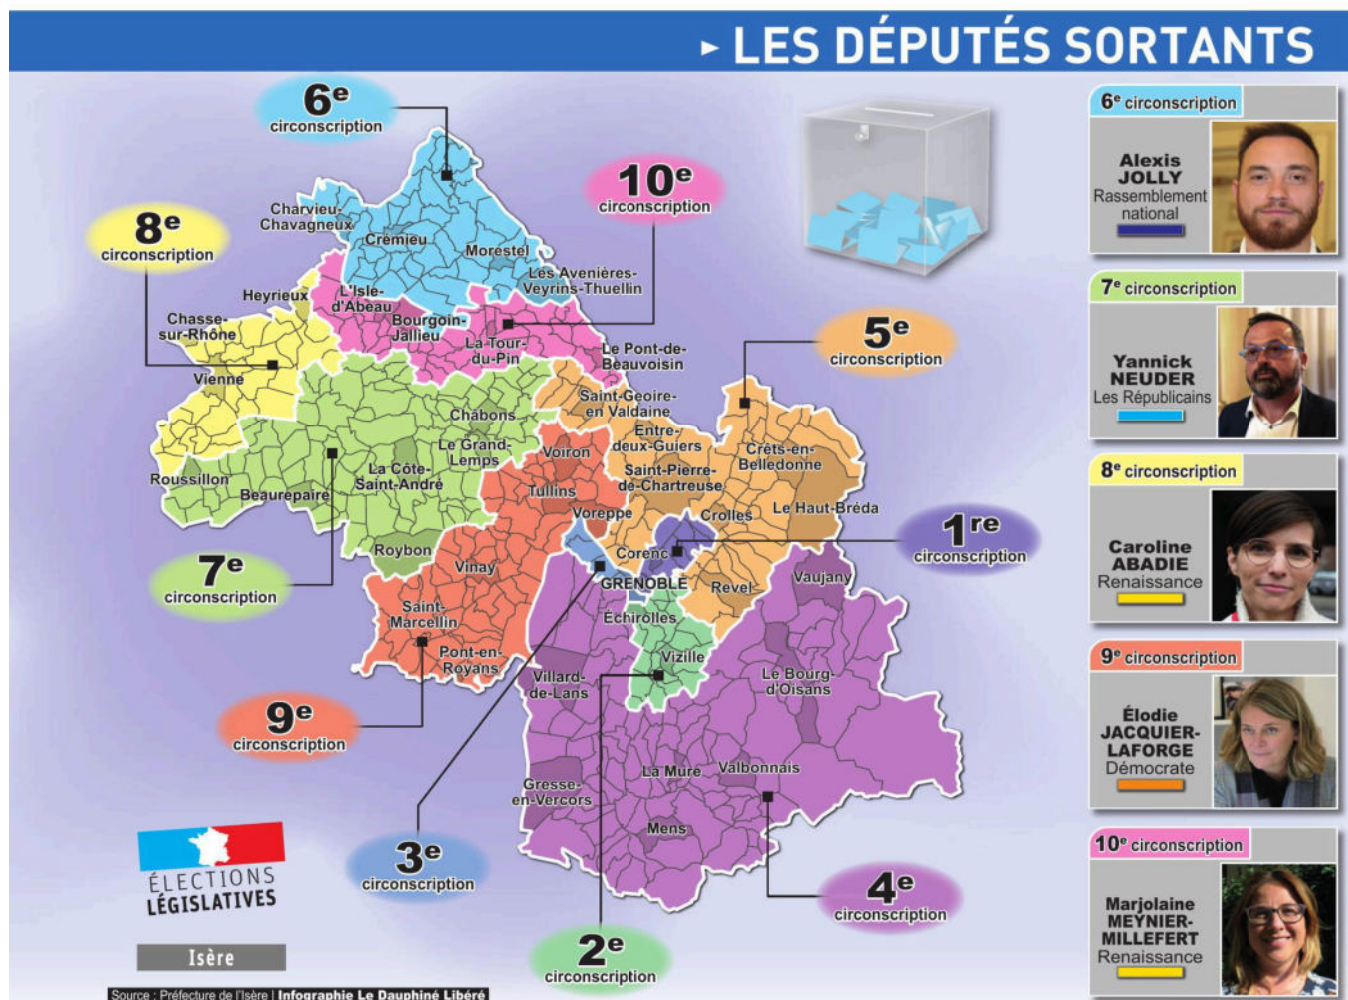 ► LES DÉPUTÉS SORTANTS
6e
circonscription
10e
circonscription
8e
circonscription
Charvieu-
Chavagneux
Crémieu
Morestel
Les Avenières-
Veyrins-Thuellin
Heyrieux
L'Isle-
d'Abeau
Chasse-
sur-Rhône
Bourgoin-
Jallieu
La Tour-
du-Pin
Le Pont-de-
Beauvoisin
Vienne
5e
circonscription
Saint-Geoire-
en Valdaine
Châbons
Entre-
deux-Guiers
Le Grand-
Lemps
Voiron
Crêts-en-
Belledonne
Saint-Pierre-
de-Chartreuse
Roussillon
La Côte-
Saint-André
Beaurepaire
Tullins
Voreppe
Crolles
Le Haut-Bréda
1re
circonscription
Roybon
Corenc
7e
circonscription
Vinay
GRENOBLE
Revel
Vaujany
Saint-
Marcellin
Échirolles
Pont-en-
Royans
Vizille
Villard-
de-Lans
Le Bourg-
d'Oisans
9e
circonscription
La Mure
Valbonnais
Gresse-
en-Vercors
Mens
3e
circonscription
4e
circonscription
2e
circonscription
ÉLECTIONS
LÉGISLATIVES
Isère
Source : Préfecture de l'Isère | Infographie Le Dauphiné Libéré
6e circonscription
Alexis
JOLLY
Rassemblement
national
7e circonscription
Yannick
NEUDER
Les Républicains
8e circonscription
Caroline
ABADIE
Renaissance
9e circonscription
Élodie
JACQUIER-
LAFORGE
Démocrate
10e circonscription
Marjolaine
MEYNIER-
MILLEFERT
Renaissance